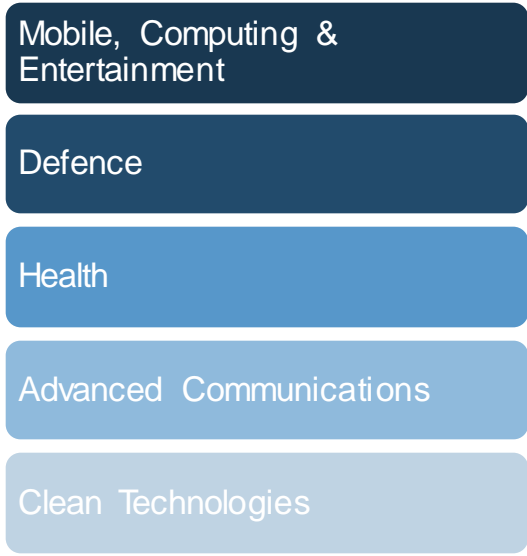 Mobile, Computing &
Entertainment
Defence
Health
Advanced Communications
Clean Technologies